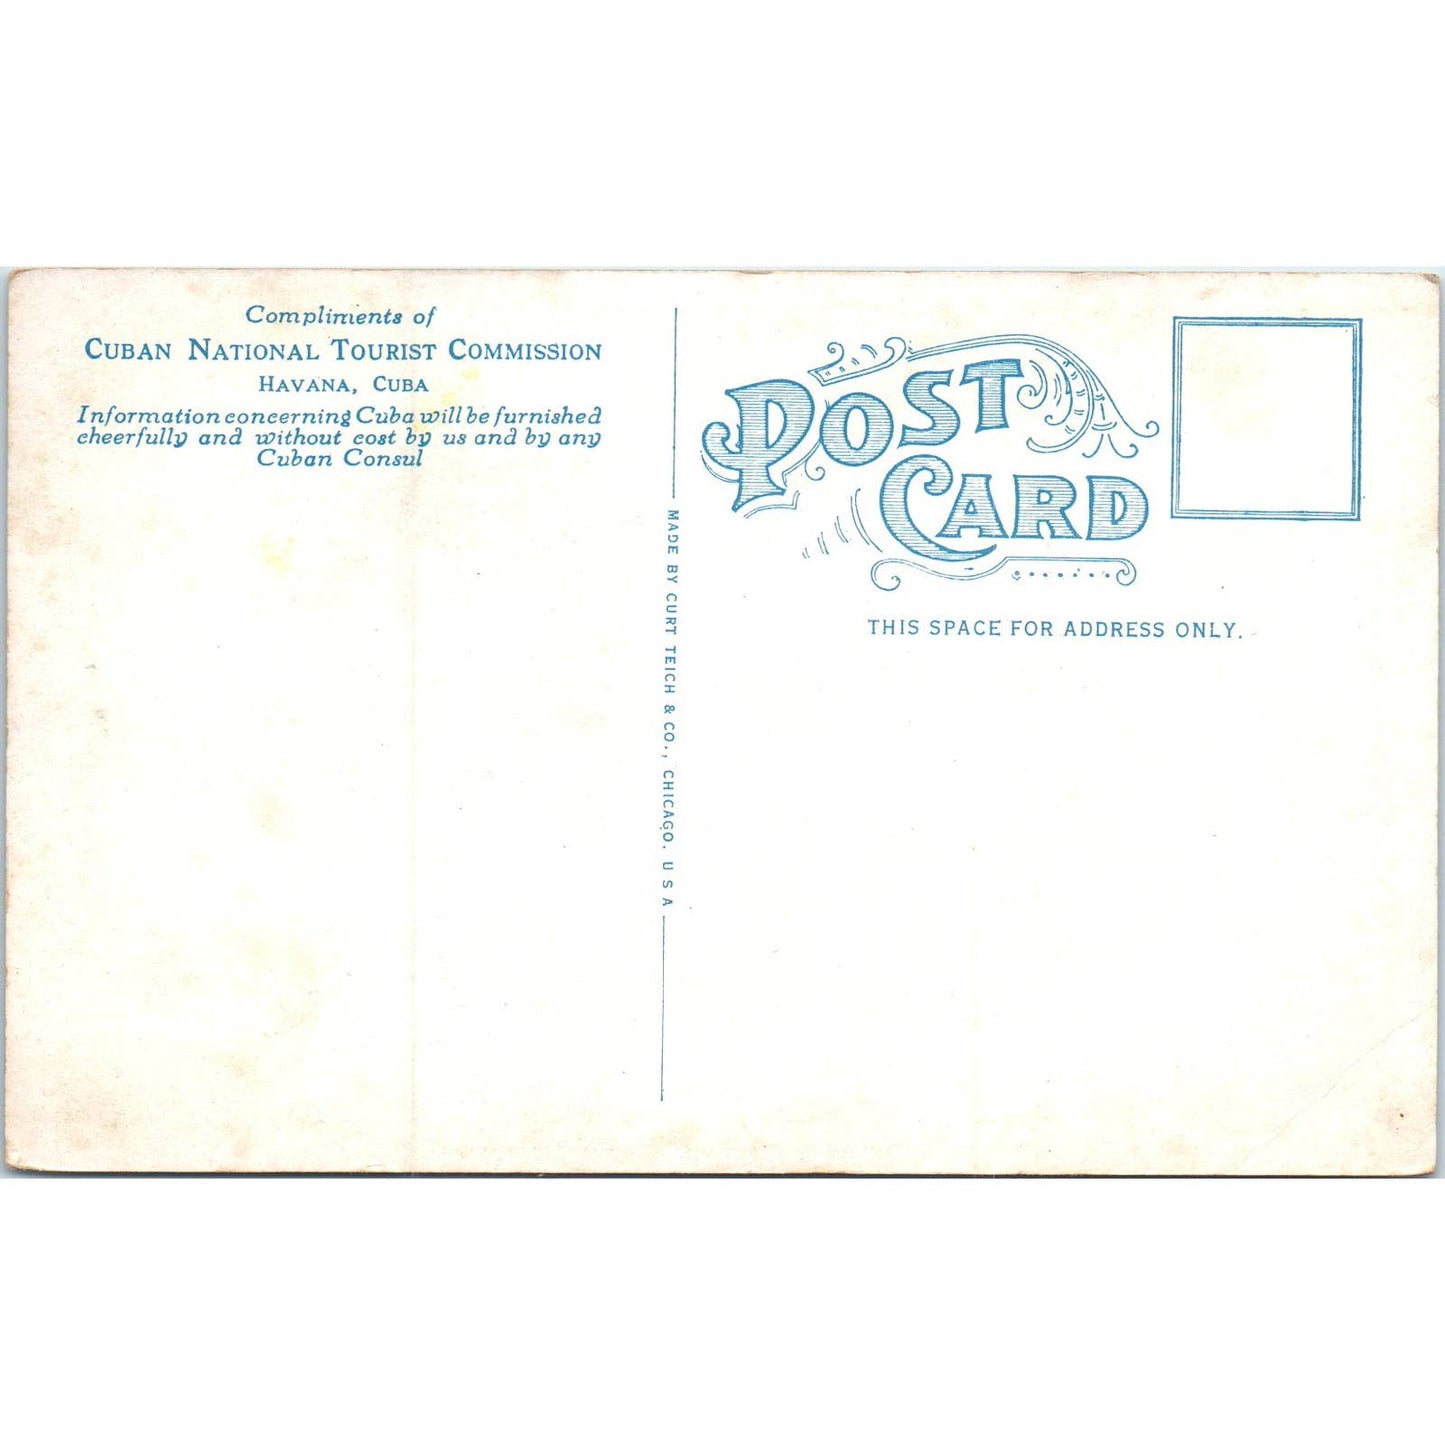 Compliments of
CUBAN NATIONAL TOURIST COMMISSION
HAVANA, CUBA
Information concerning Cuba will be furnished
cheerfully and without cost by us and by any
Cuban Consul
MADE BY CURT TEICH & CO., CHICAGO. U S A
POST
CARD
THIS SPACE FOR ADDRESS ONLY.